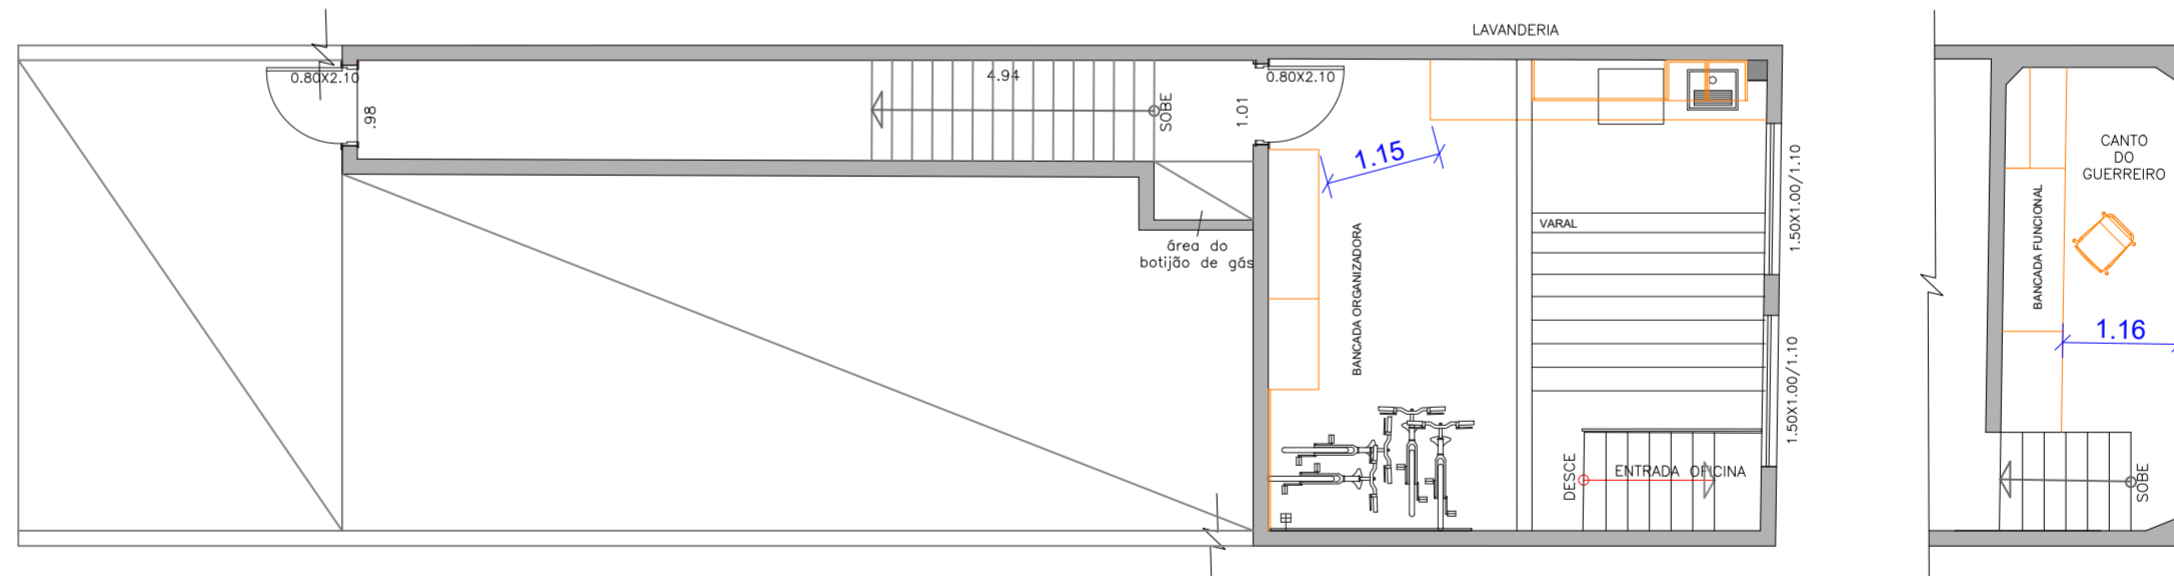 LAVANDERIA
0.80X2.10
4.94
0.80X2.10
.98
SOBE
1.01
1.15
1.50X1.00/1.10
CANTO
DO
GUERREIRO
VARAL
BANCADA FUNCIONAL
área do
botijão de gás
BANCADA ORGANIZADORA
1.16
1.50X1.00/1.10
DESCE
ENTRADA OFICINA
SOBE